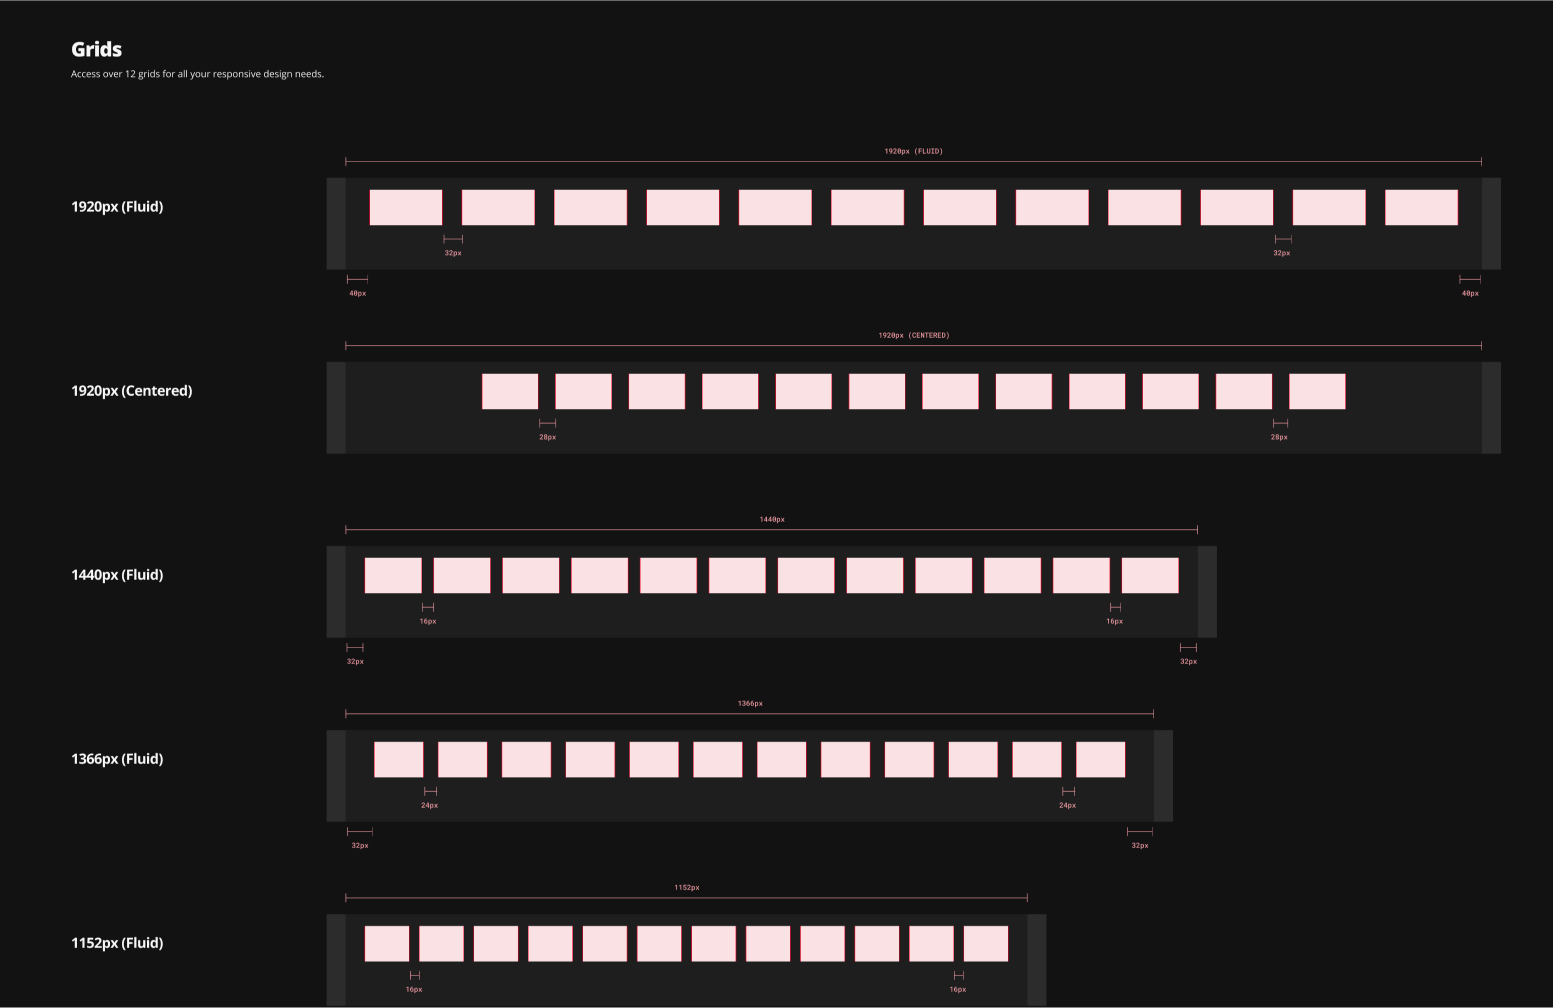 Grids
Access over 12 grids for all your responsive design needs.
1920px (FLUID)
1920px (Fluid)
32px
32px
40px
40px
1920px (CENTERED)
1920px (Centered)
28px
28px
1440px
1440px (Fluid)
16px
16px
32px
32px
1366px
1366px (Fluid)
24px
24px
32px
32px
1152px
1152px (Fluid)
16px
16px